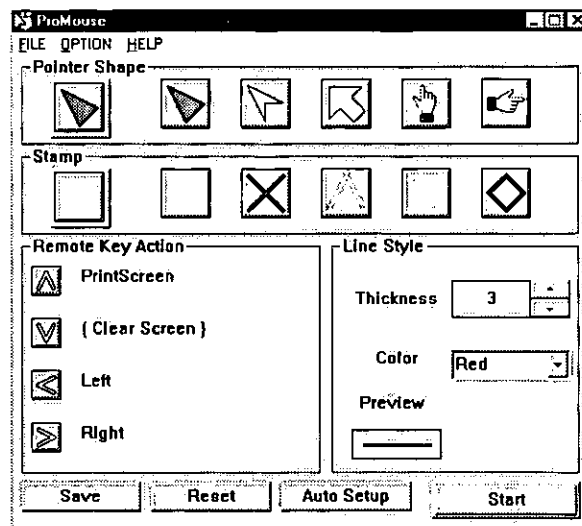 ProMouse
FILE OPTION HELP
Pointer Shape
Stamp
Remote Key Action
PrintScreen
( Clear Screen )
Left
Right
Line Style
Thickness 3
Color Red
Preview
Save Reset Auto Setup Start